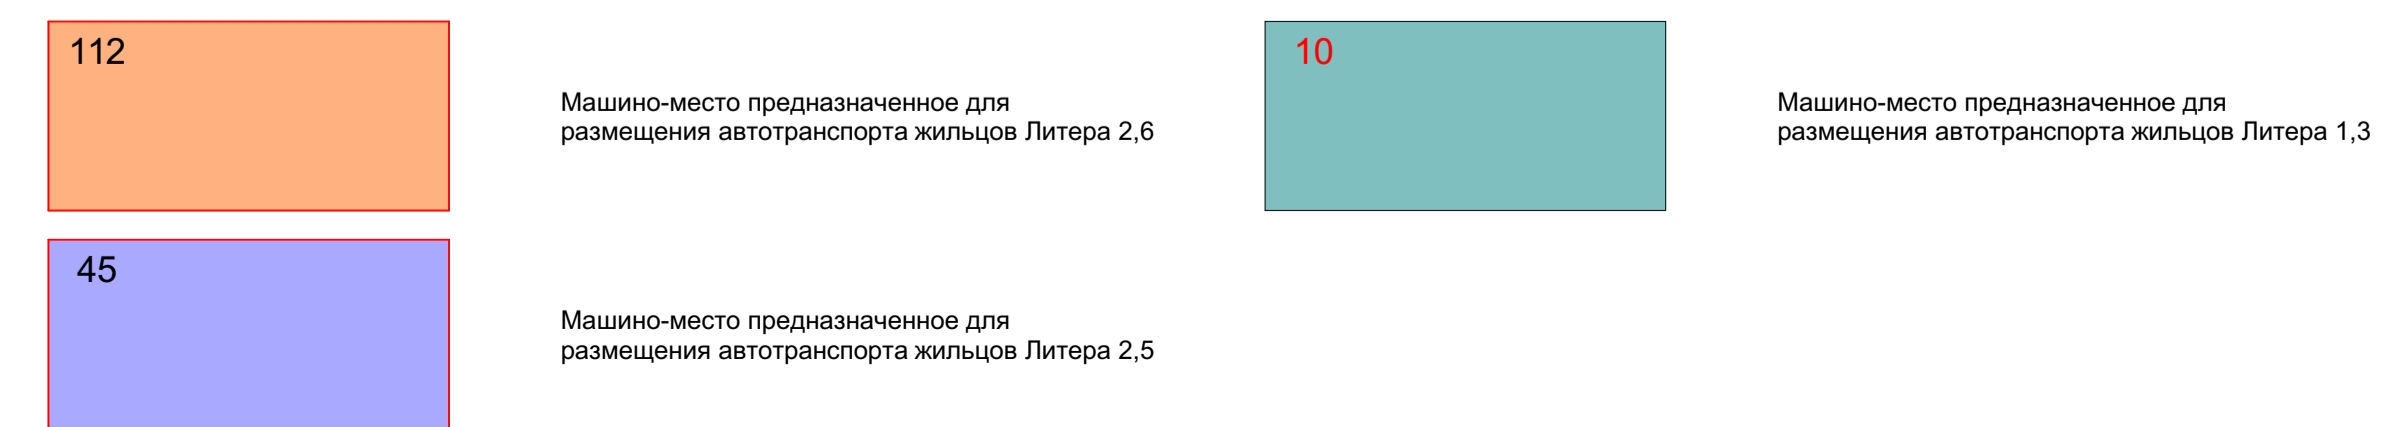 112
Машино-место предназначенное для
размещения автотранспорта жильцов Литера 2,6
10
Машино-место предназначенное для
размещения автотранспорта жильцов Литера 1,3
45
Машино-место предназначенное для
размещения автотранспорта жильцов Литера 2,5